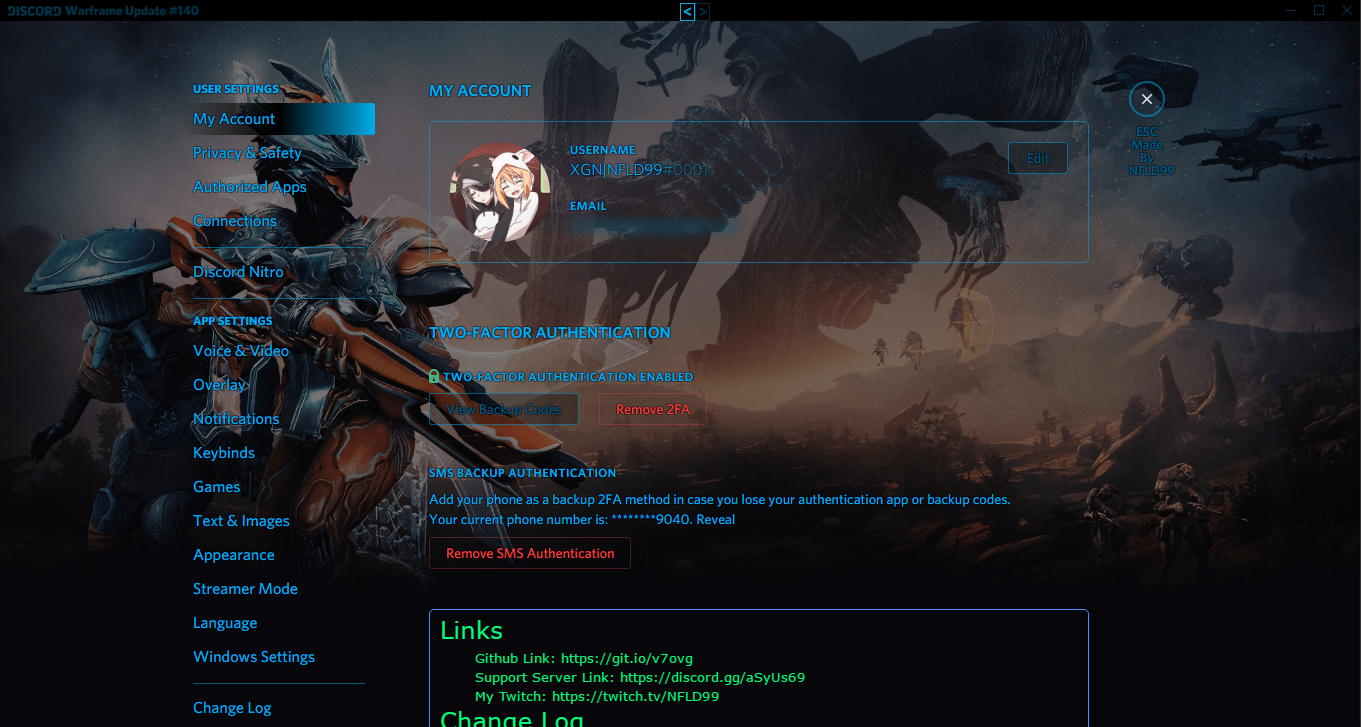 DISCORD Warframe Update #140
< >
USER SETTINGS
My Account
Privacy & Safety
Authorized Apps
Connections
Discord Nitro
APP SETTINGS
Voice & Video
Overlay
Notifications
Keybinds
Games
Text & Images
Appearance
Streamer Mode
Language
Windows Settings
Change Log
MY ACCOUNT
USERNAME
XGN|NFLD99#0001
Edit
EMAIL
TWO-FACTOR AUTHENTICATION
TWO-FACTOR AUTHENTICATION ENABLED
View Backup Codes
Remove 2FA
SMS BACKUP AUTHENTICATION
Add your phone as a backup 2FA method in case you lose your authentication app or backup codes.
Your current phone number is: ********9040. Reveal
Remove SMS Authentication
Links
Github Link: https://git.io/v7ovg
Support Server Link: https://discord.gg/aSyUs69
My Twitch: https://twitch.tv/NFLD99
Change Log
ESC
Made
By
NFLD99